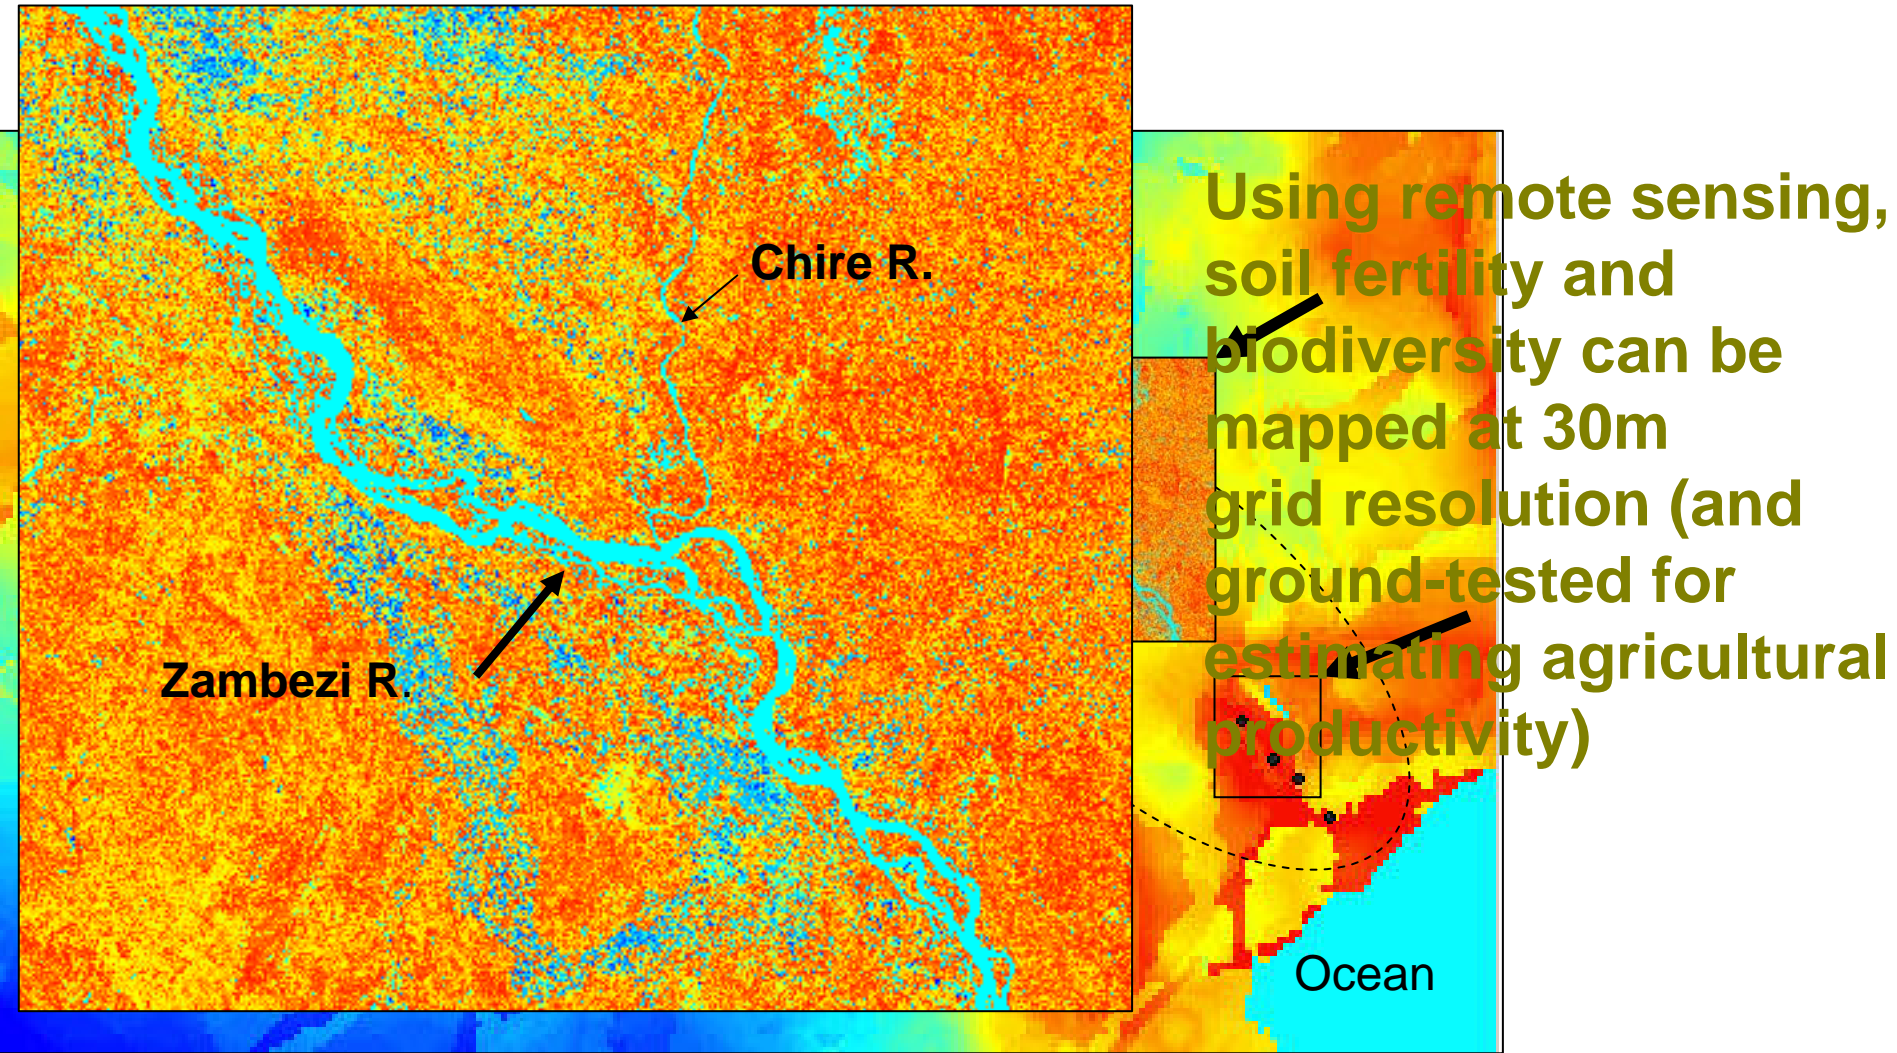 Chire R.
Zambezi R.
Using remote sensing,
soil fertility and
biodiversity can be
mapped at 30m
grid resolution (and
ground-tested for
estimating agricultural
productivity)
Ocean